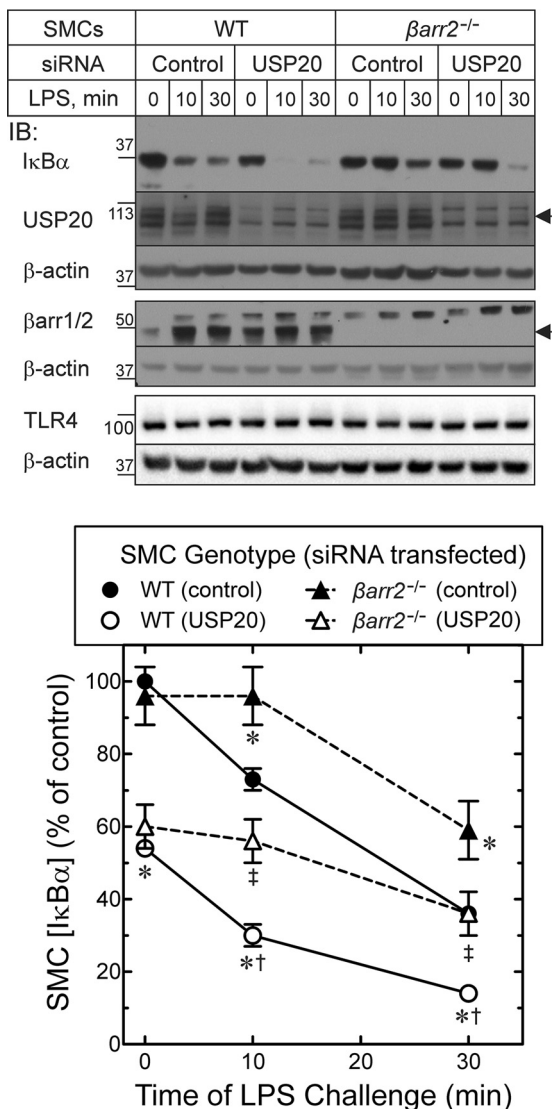 SMCs WT βarr2⁻/⁻
siRNA Control USP20 Control USP20
LPS, min 0 10 30 0 10 30 0 10 30 0 10 30
IB:
37
IκBα
113
USP20
β-actin
37
50
βarr1/2
β-actin
37
TLR4
100
β-actin
37
SMC Genotype (siRNA transfected)
WT (control) βarr2⁻/⁻ (control)
WT (USP20) βarr2⁻/⁻ (USP20)
SMC [IκBα] (% of control)
100
80
60
40
20
0
*
*
*
‡
*†
‡
*†
0 10 20 30
Time of LPS Challenge (min)